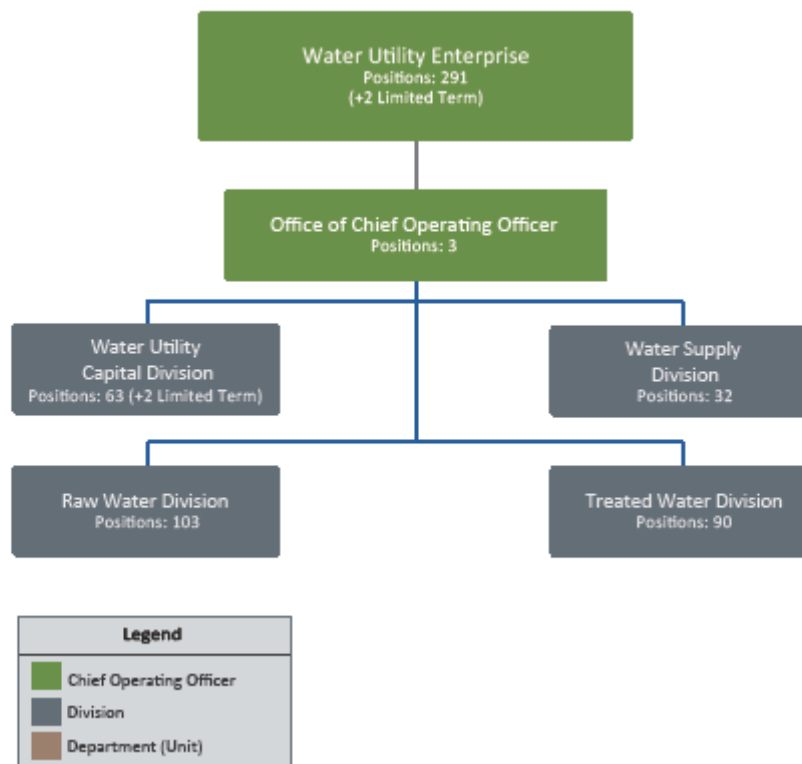 Water Utility Enterprise
Positions: 291
(+2 Limited Term)
Office of Chief Operating Officer
Positions: 3
Water Utility
Capital Division
Positions: 63 (+2 Limited Term)
Water Supply
Division
Positions: 32
Raw Water Division
Positions: 103
Treated Water Division
Positions: 90
Legend
Chief Operating Officer
Division
Department (Unit)